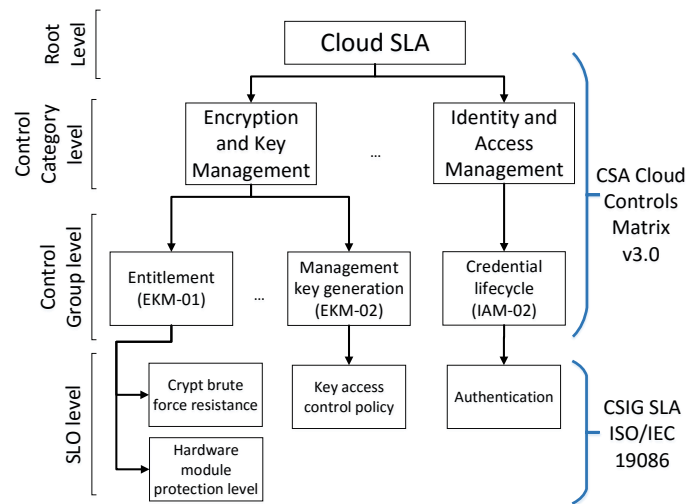 Root
Level
Cloud SLA
Control
Category
level
Encryption
and Key
Management
...
Identity and
Access
Management
CSA Cloud
Controls
Matrix
v3.0
Control
Group level
Entitlement
(EKM-01)
...
Management
key generation
(EKM-02)
Credential
lifecycle
(IAM-02)
SLO level
Crypt brute
force resistance
Hardware
module
protection level
Key access
control policy
Authentication
CSIG SLA
ISO/IEC
19086